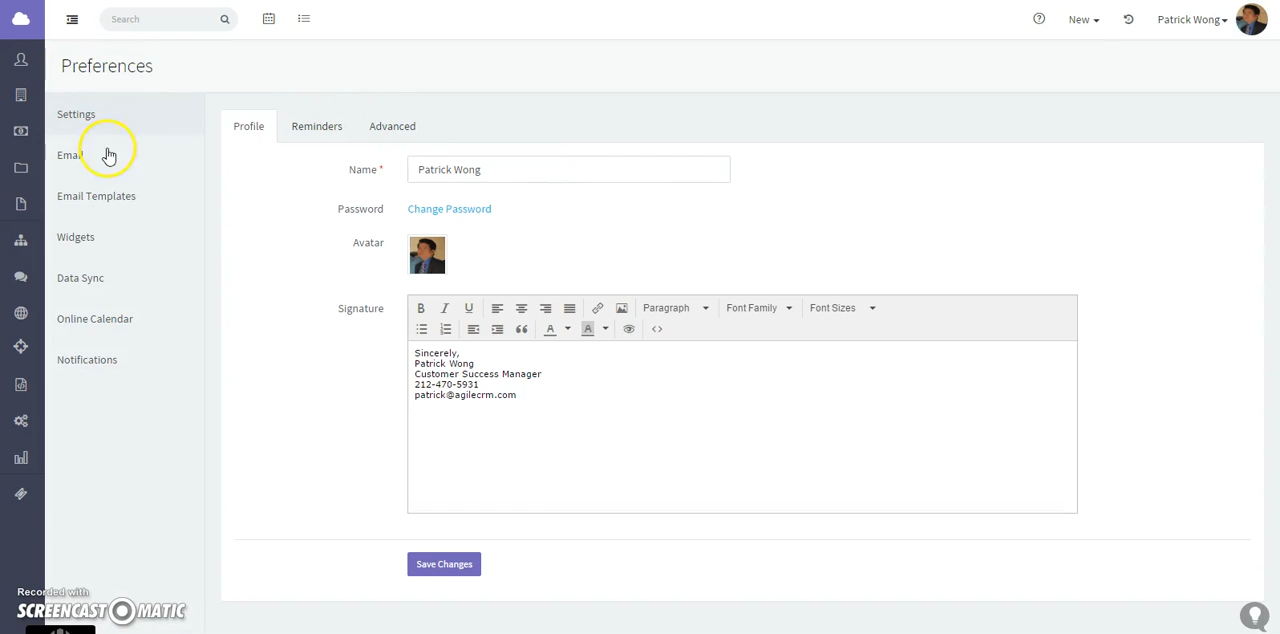 Search
New
Patrick Wong
Preferences
Settings
Email
Email Templates
Widgets
Data Sync
Online Calendar
Notifications
Profile
Reminders
Advanced
Name *
Patrick Wong
Password
Change Password
Avatar
Signature
B I U
Paragraph
Font Family
Font Sizes
A
A
Sincerely,
Patrick Wong
Customer Success Manager
212-470-5931
patrick@agilecrm.com
Save Changes
Recorded with
SCREENCAST-O-MATIC